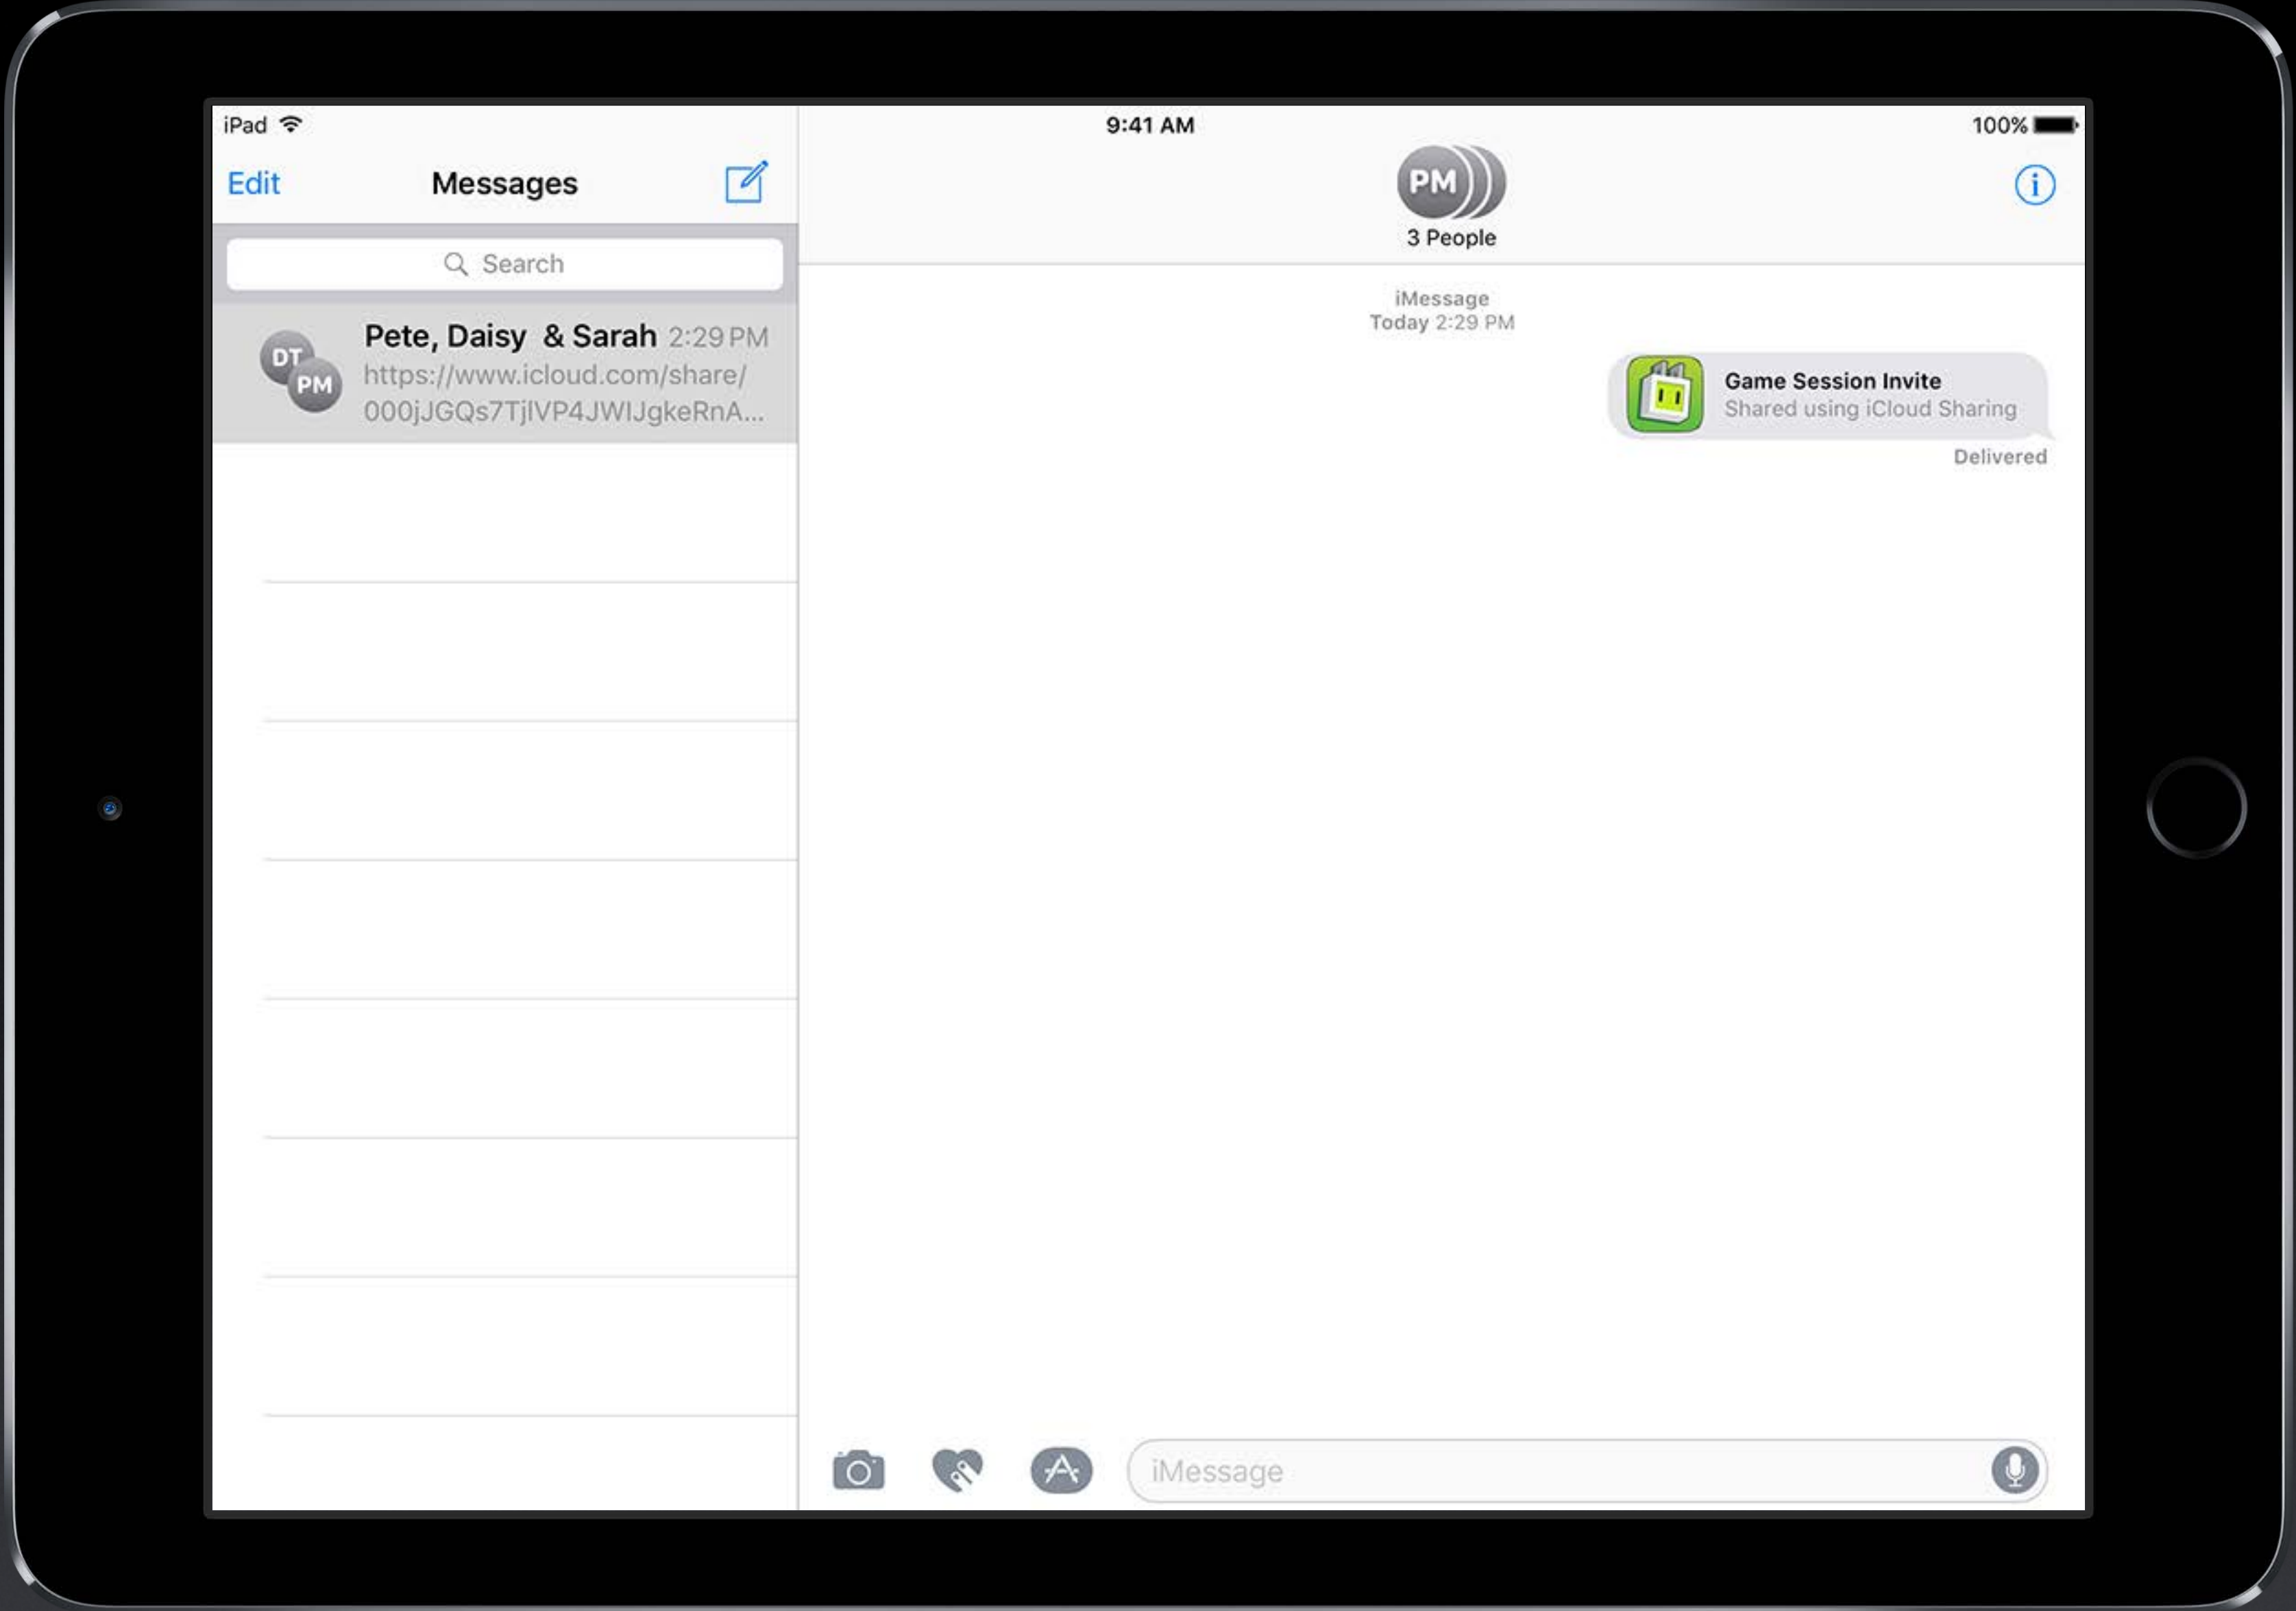 iPad
9:41 AM
100%
Edit
Messages
Search
DT
PM
Pete, Daisy & Sarah 2:29 PM
https://www.icloud.com/share/
000jJGQs7TjlVP4JWIJgkeRnA...
PM
3 People
iMessage
Today 2:29 PM
Game Session Invite
Shared using iCloud Sharing
Delivered
iMessage